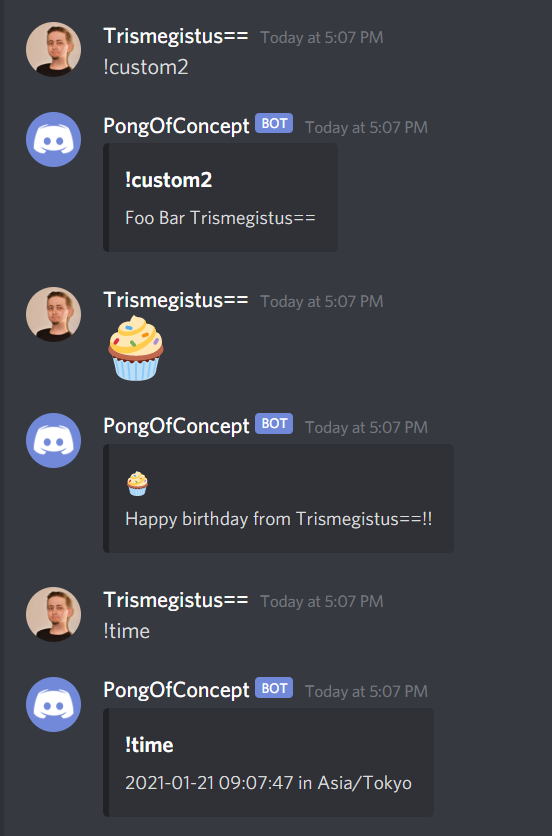 Trismegistus== Today at 5:07 PM
!custom2
PongOfConcept BOT Today at 5:07 PM
!custom2
Foo Bar Trismegistus==
Trismegistus== Today at 5:07 PM
🧁
PongOfConcept BOT Today at 5:07 PM
🧁
Happy birthday from Trismegistus==!!
Trismegistus== Today at 5:07 PM
!time
PongOfConcept BOT Today at 5:07 PM
!time
2021-01-21 09:07:47 in Asia/Tokyo